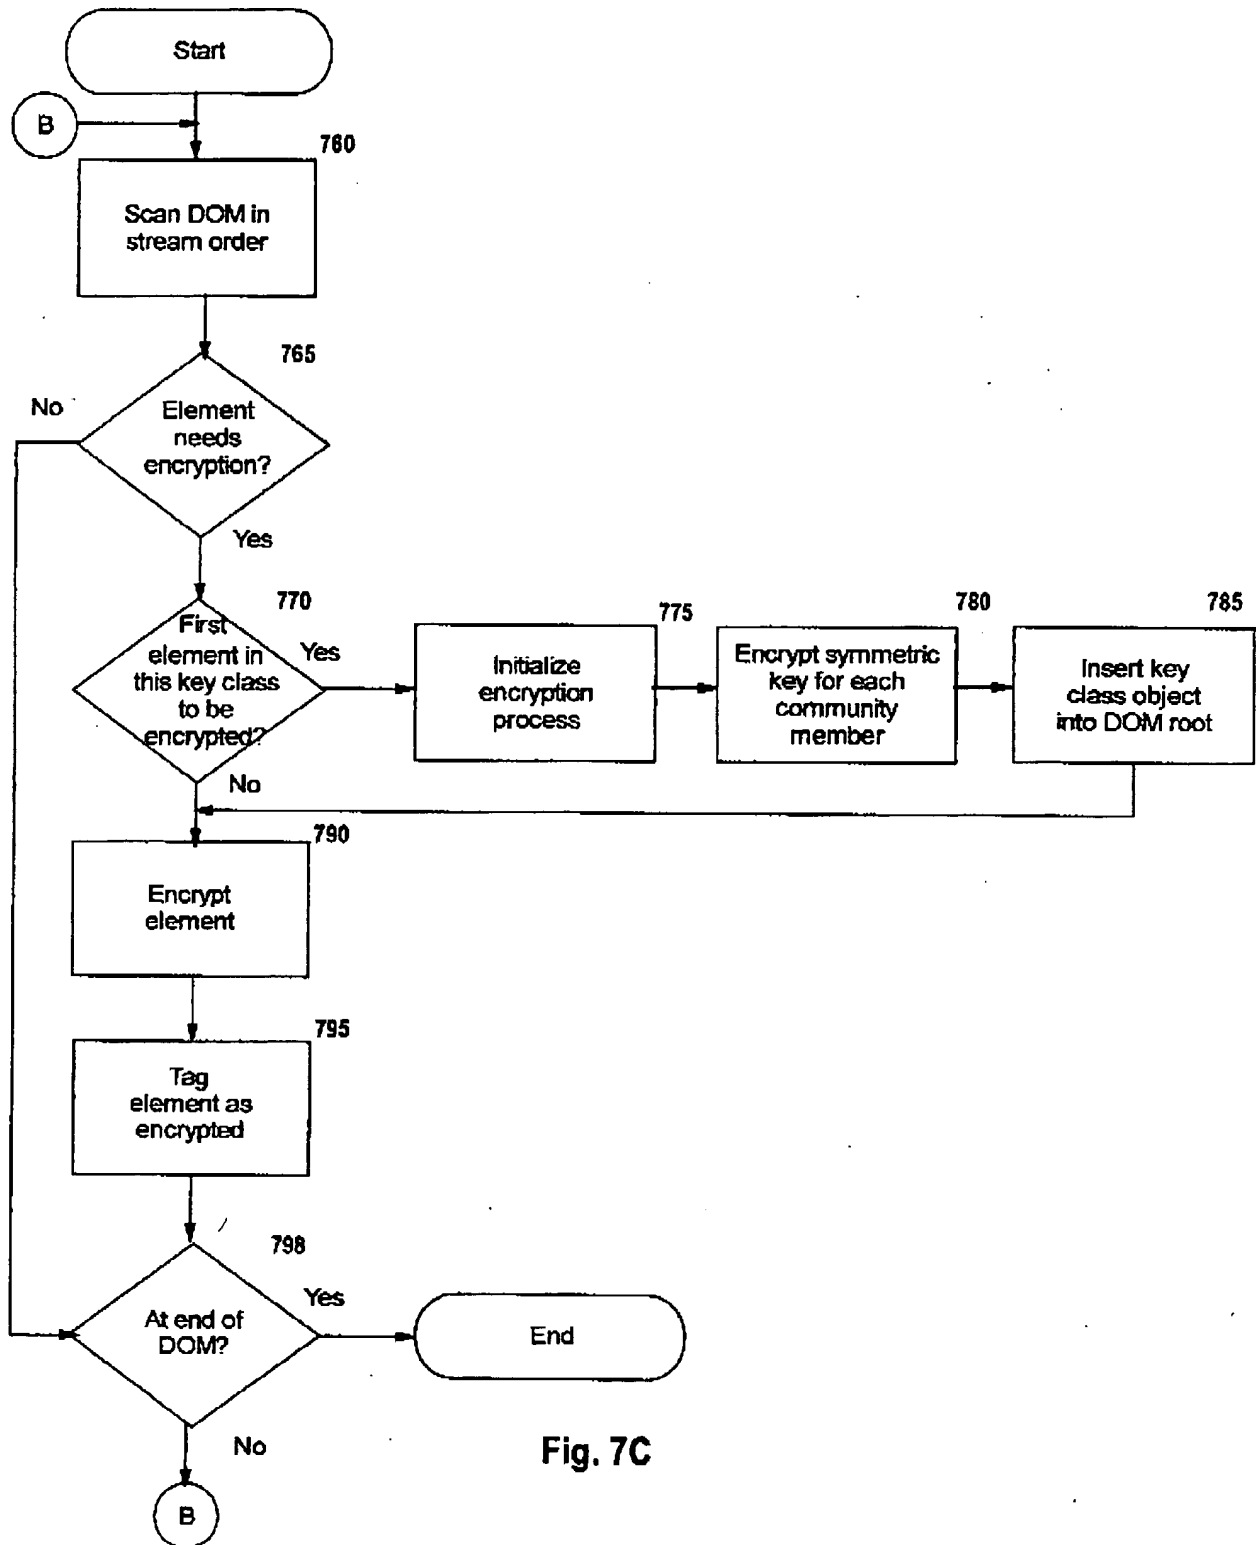 Start
B
760
Scan DOM in
stream order
765
No
Element
needs
encryption?
Yes
770
First
element in
this key class
to be
encrypted?
Yes
775
Initialize
encryption
process
780
Encrypt symmetric
key for each
community
member
785
Insert key
class object
into DOM root
No
790
Encrypt
element
795
Tag
element as
encrypted
798
At end of
DOM?
Yes
End
No
B
Fig. 7C